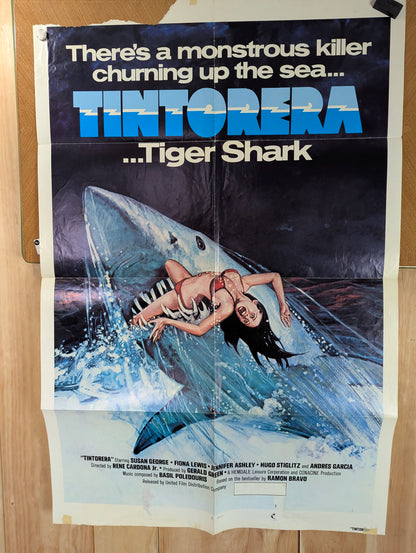 There's a monstrous killer
churning up the sea...
TINTORERA
...Tiger Shark
"TINTORERA" Starring SUSAN GEORGE • FIONA LEWIS • JENNIFER ASHLEY • HUGO STIGLITZ and ANDRES GARCIA
Directed by RENE CARDONA Jr. • Produced by GERALD GREEN • A HEMDALE Leisure Corporation and CONACINE Production
Music composed by BASIL POLEDOURIS • Based on the bestseller by RAMON BRAVO
Released by United Film Distribution Company